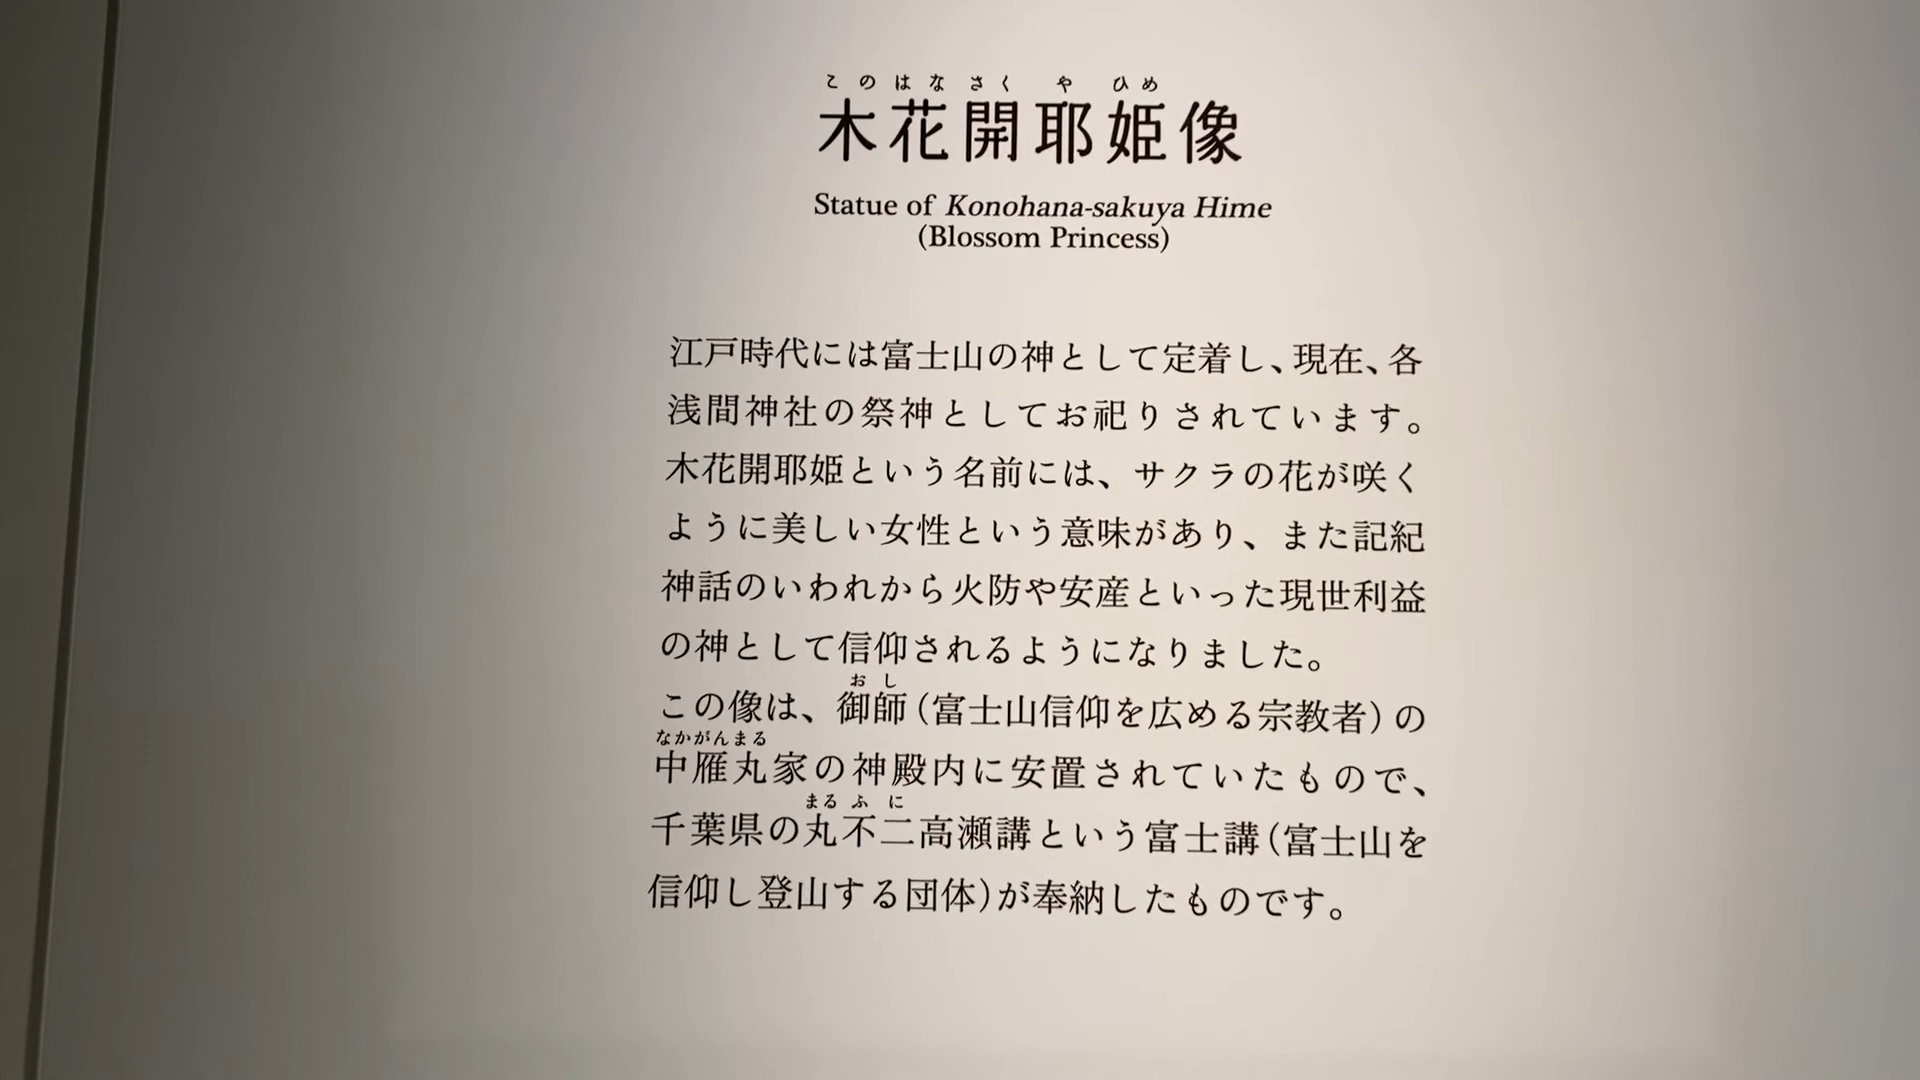 このはなさくやひめ
木花開耶姫像
Statue of Konohana-sakuya Hime
(Blossom Princess)
江戸時代には富士山の神として定着し、現在、各
浅間神社の祭神としてお祀りされています。
木花開耶姫という名前には、サクラの花が咲く
ように美しい女性という意味があり、また記紀
神話のいわれから火防や安産といった現世利益
の神として信仰されるようになりました。
おし
この像は、御師(富士山信仰を広める宗教者)の
なかがんまる
中雁丸家の神殿内に安置されていたもので、
まるふに
千葉県の丸不二高瀬講という富士講(富士山を
信仰し登山する団体)が奉納したものです。